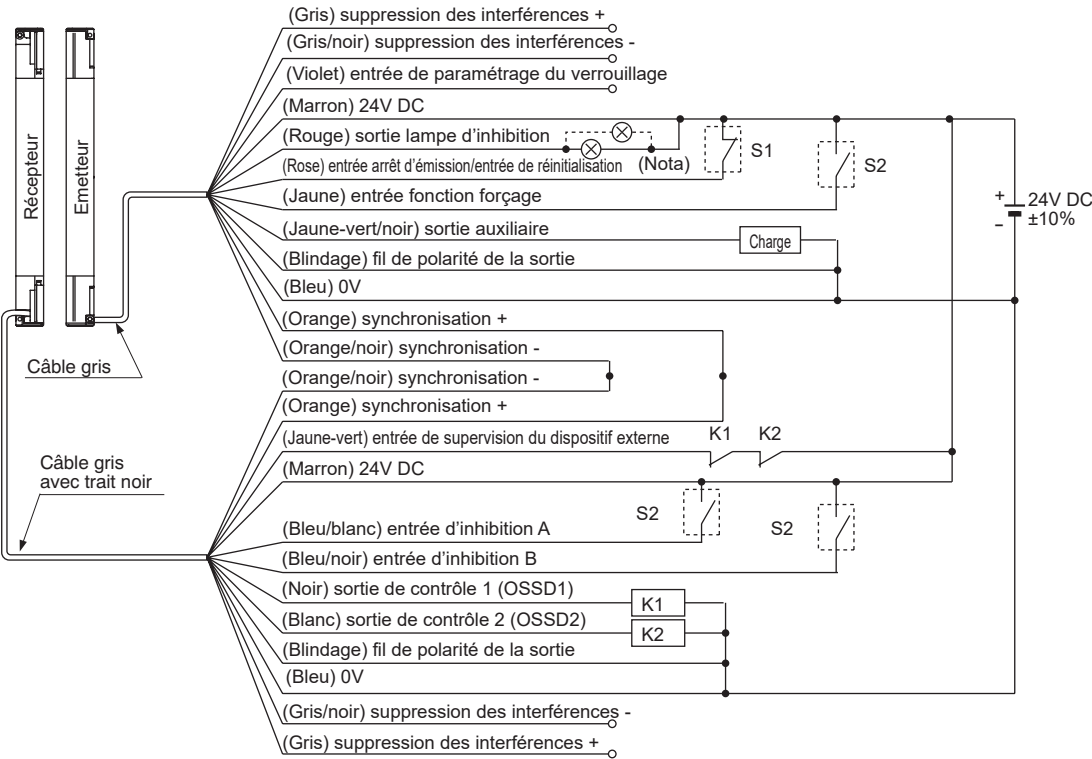 (Gris) suppression des interférences +
(Gris/noir) suppression des interférences -
(Violet) entrée de paramétrage du verrouillage
(Marron) 24V DC
(Rouge) sortie lampe d'inhibition
(Nota)
S1
S2
(Rose) entrée arrêt d'émission/entrée de réinitialisation
(Jaune) entrée fonction forçage
(Jaune-vert/noir) sortie auxiliaire
Charge
(Blindage) fil de polarité de la sortie
(Bleu) 0V
+
-
24V DC
±10%
Récepteur
Emetteur
Câble gris
(Orange) synchronisation +
(Orange/noir) synchronisation -
(Orange/noir) synchronisation -
(Orange) synchronisation +
(Jaune-vert) entrée de supervision du dispositif externe
K1
K2
(Marron) 24V DC
Câble gris
avec trait noir
S2
S2
(Bleu/blanc) entrée d'inhibition A
(Bleu/noir) entrée d'inhibition B
(Noir) sortie de contrôle 1 (OSSD1)
K1
(Blanc) sortie de contrôle 2 (OSSD2)
K2
(Blindage) fil de polarité de la sortie
(Bleu) 0V
(Gris/noir) suppression des interférences -
(Gris) suppression des interférences +